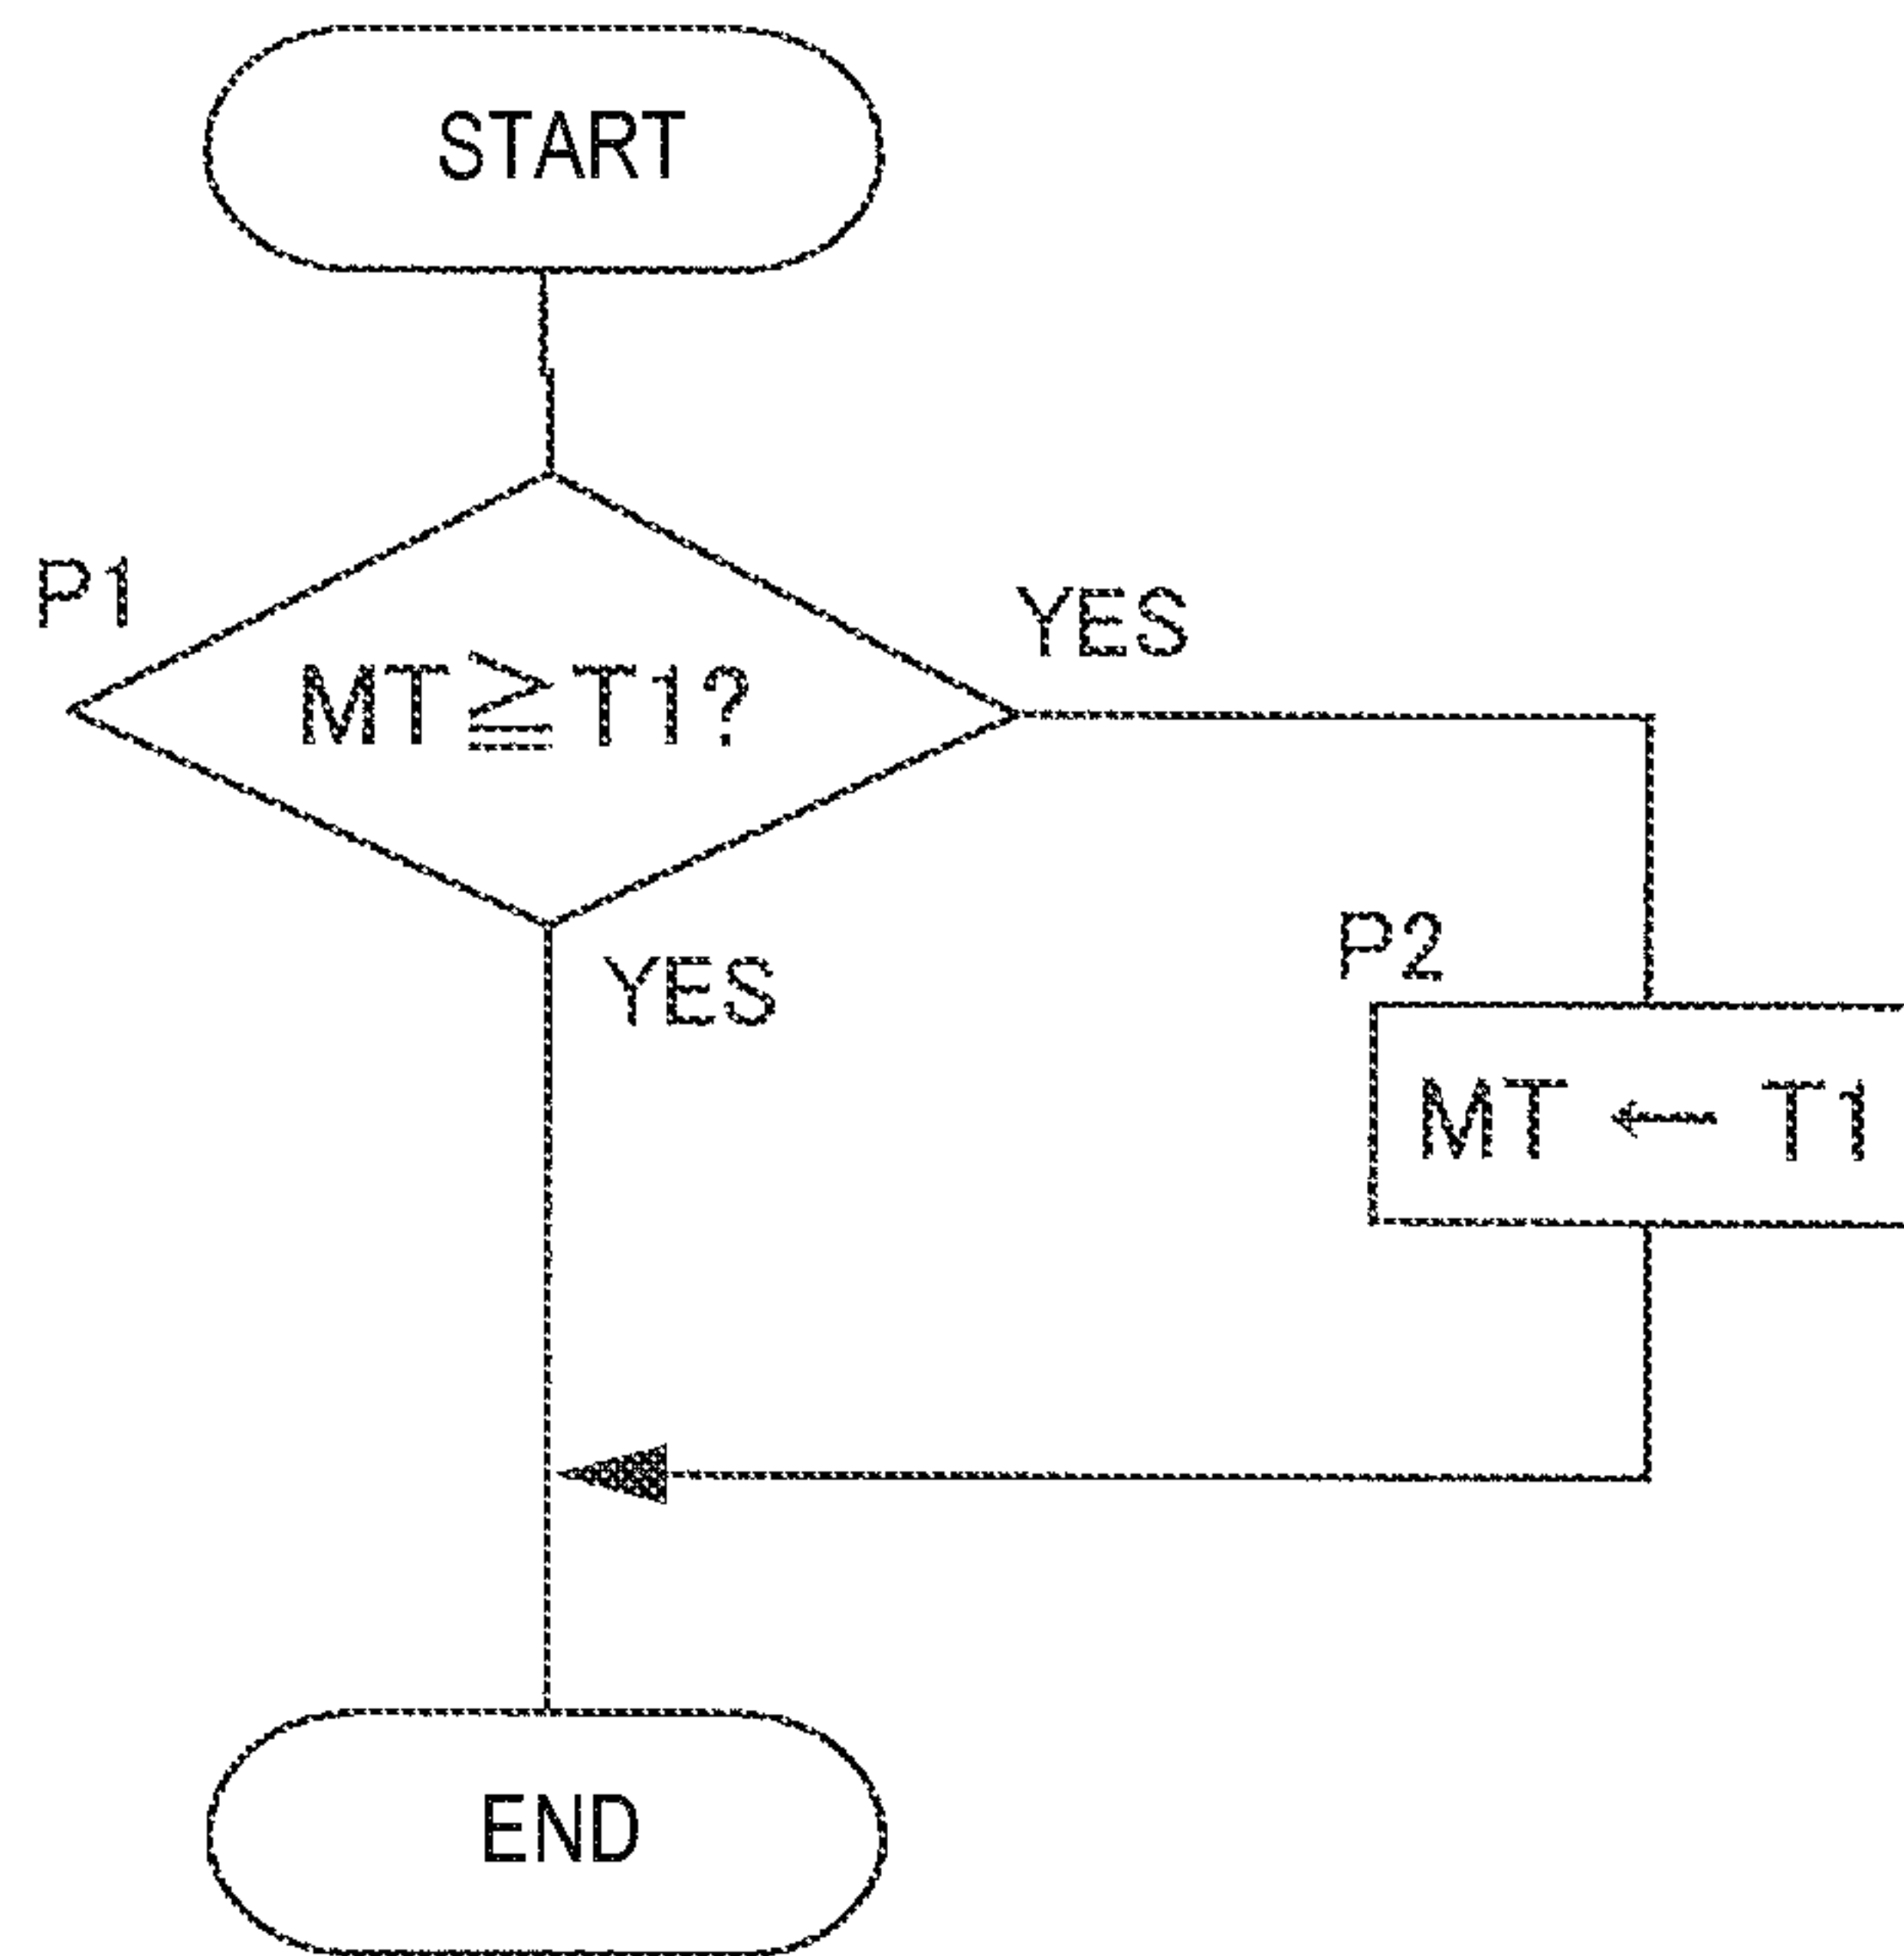 START
P1
YES
MT≧T1?
YES
P2
MT ← T1
END